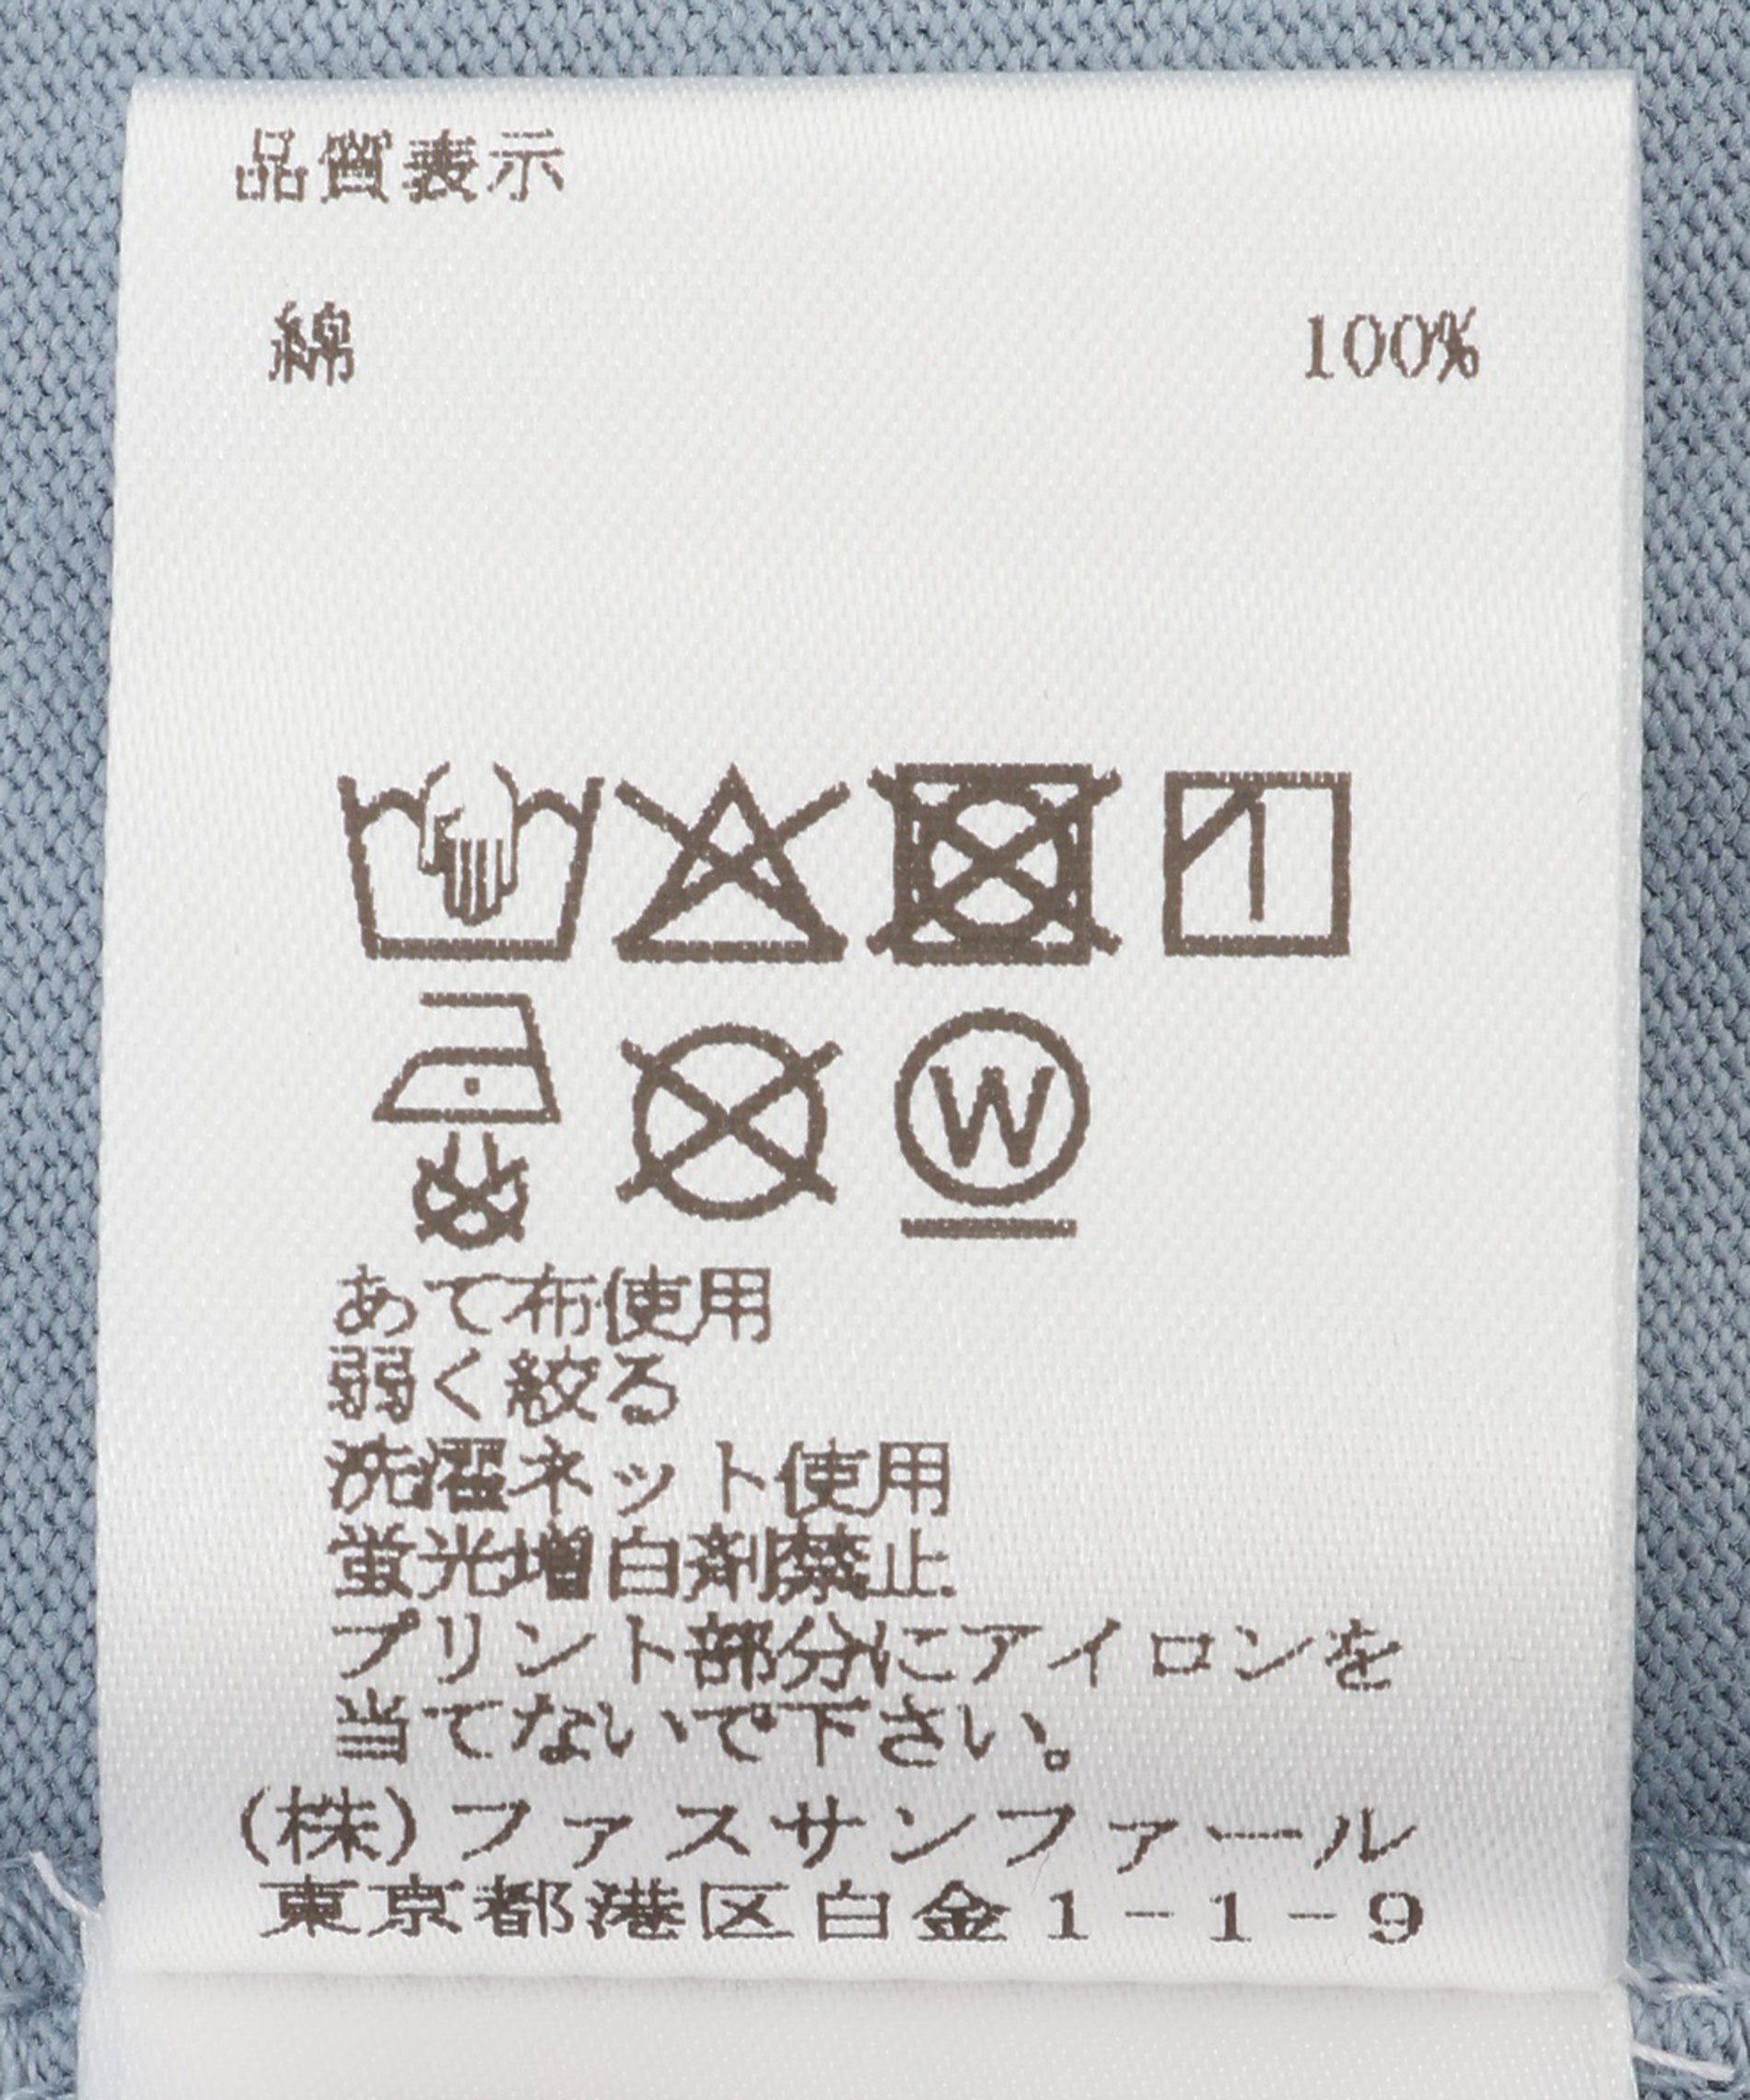 品質表示
綿 100%
W
あて布使用
弱く絞る
洗濯ネット使用
蛍光増白剤禁止
プリント部分にアイロンを
当てないで下さい。
(株)ファスサンファール
東京都港区白金1-1-9